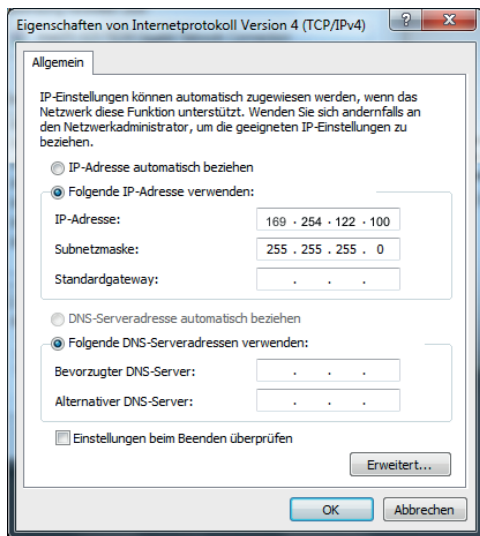 Eigenschaften von Internetprotokoll Version 4 (TCP/IPv4)
Allgemein
IP-Einstellungen können automatisch zugewiesen werden, wenn das
Netzwerk diese Funktion unterstützt. Wenden Sie sich andernfalls an
den Netzwerkadministrator, um die geeigneten IP-Einstellungen zu
beziehen.
IP-Adresse automatisch beziehen
Folgende IP-Adresse verwenden:
IP-Adresse: 169 . 254 . 122 . 100
Subnetzmaske: 255 . 255 . 255 . 0
Standardgateway: . . .
DNS-Serveradresse automatisch beziehen
Folgende DNS-Serveradressen verwenden:
Bevorzugter DNS-Server: . . .
Alternativer DNS-Server: . . .
Einstellungen beim Beenden überprüfen
Erweitert...
OK Abbrechen